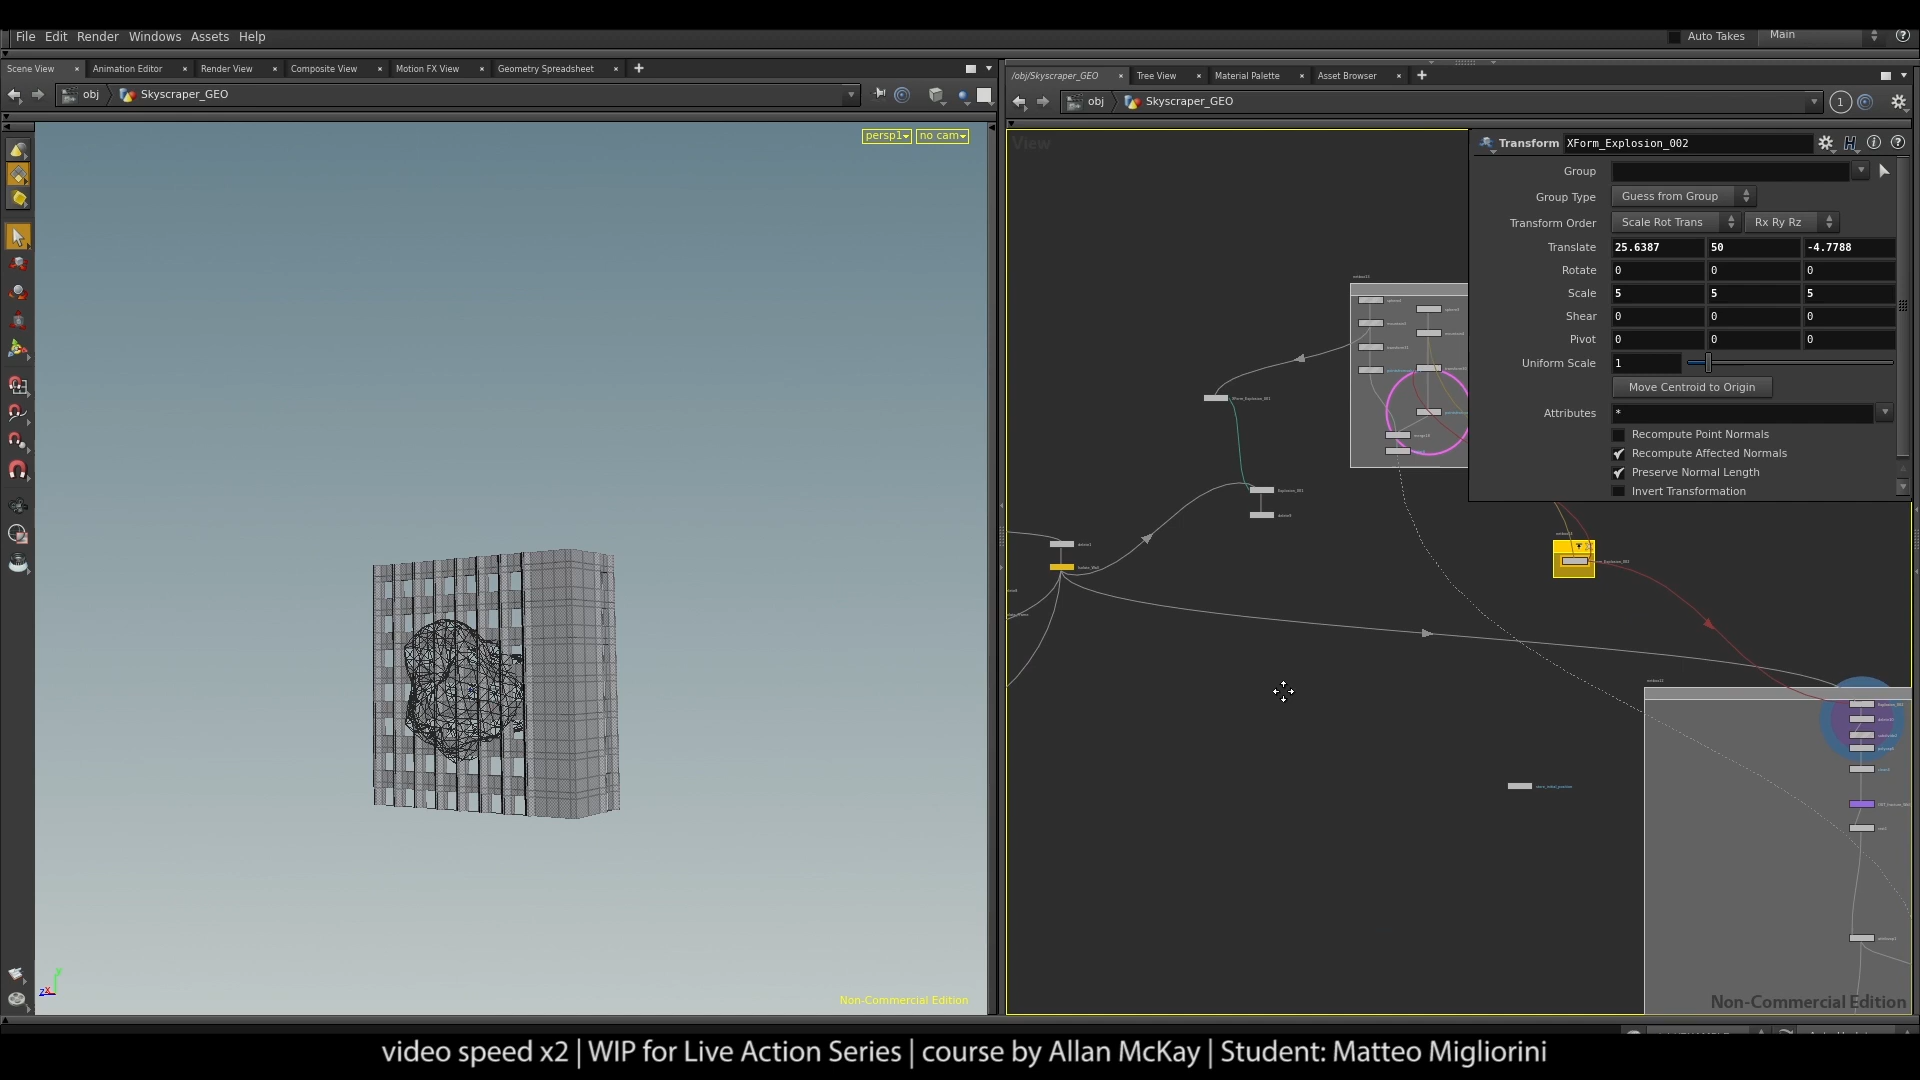 File Edit Render Windows Assets Help
Auto Takes Main
Scene View Animation Editor Render View Composite View Motion FX View Geometry Spreadsheet
/obj/Skyscraper_GEO Tree View Material Palette Asset Browser
obj Skyscraper_GEO
obj Skyscraper_GEO 1
persp1 no cam
View
Transform XForm_Explosion_002
Group
Group Type Guess from Group
Transform Order Scale Rot Trans Rx Ry Rz
Translate 25.6387 50 -4.7788
Rotate 0 0 0
Scale 5 5 5
Shear 0 0 0
Pivot 0 0 0
Uniform Scale 1
Move Centroid to Origin
Attributes *
Recompute Point Normals
Recompute Affected Normals
Preserve Normal Length
Invert Transformation
Non-Commercial Edition
Non-Commercial Edition
video speed x2 | WIP for Live Action Series | course by Allan McKay | Student: Matteo Migliorini